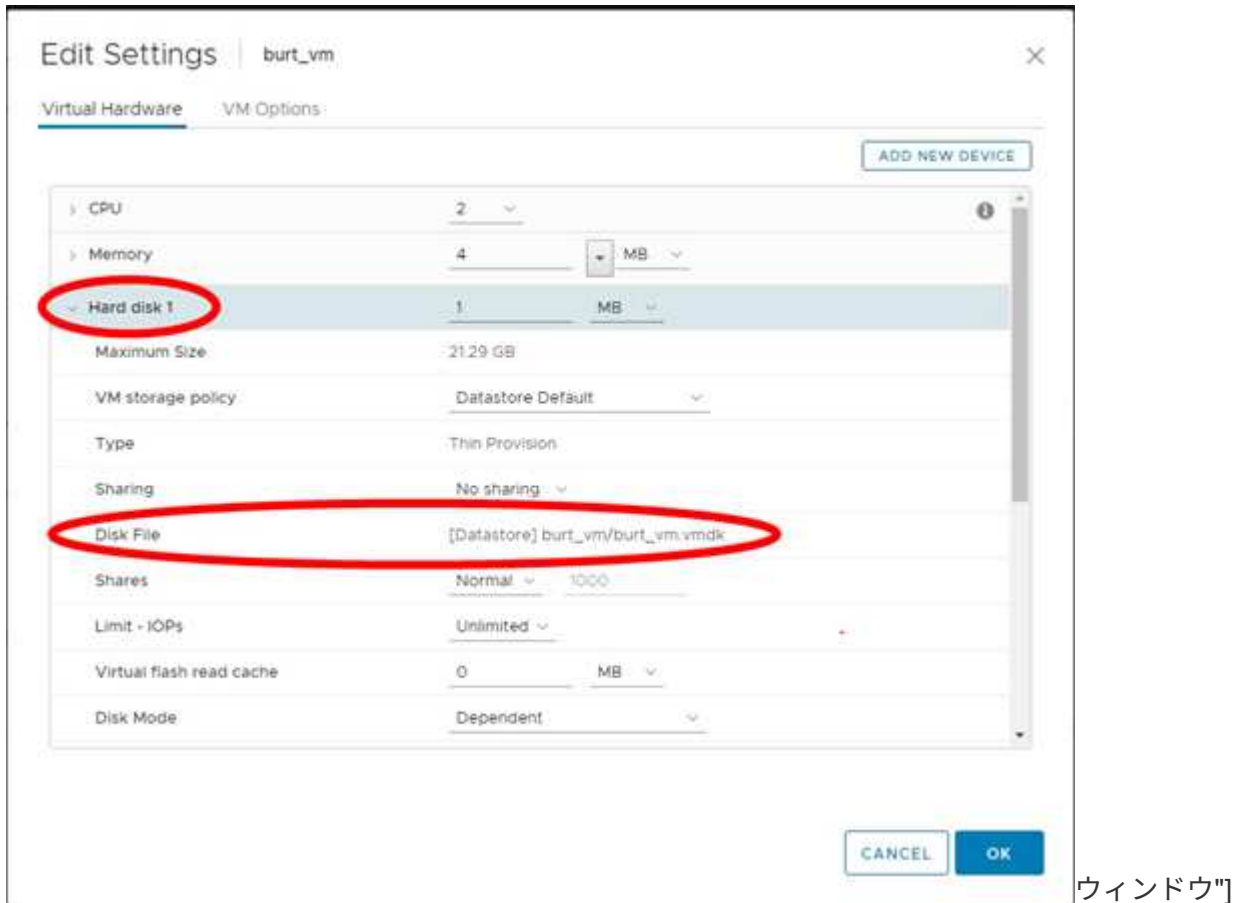 Edit Settings burt_vm
Virtual Hardware VM Options
ADD NEW DEVICE
CPU 2
Memory 4 MB
Hard disk 1 1 MB
Maximum Size 21.29 GB
VM storage policy Datastore Default
Type Thin Provision
Sharing No sharing
Disk File [Datastore] burt_vm/burt_vm.vmdk
Shares Normal 1000
Limit - IOPs Unlimited
Virtual flash read cache 0 MB
Disk Mode Dependent
CANCEL OK
ウィンドウ"]